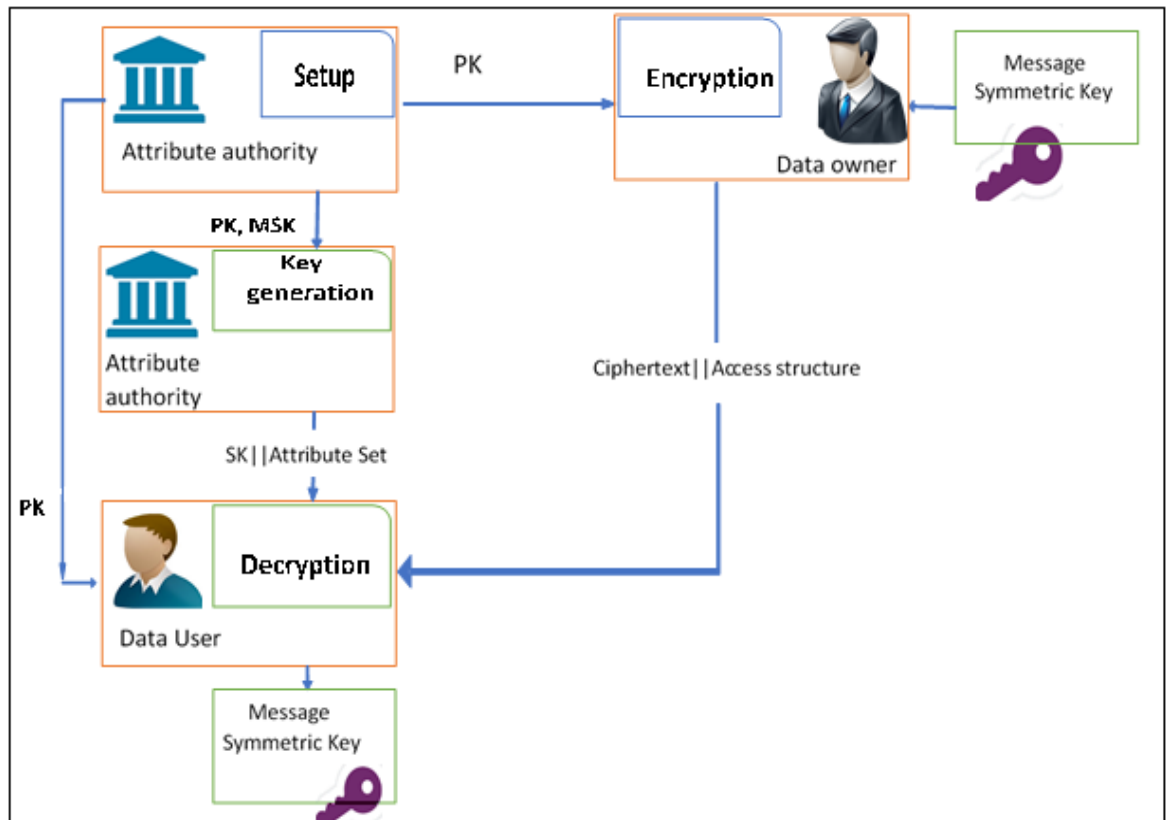 Setup
Attribute authority
PK
Encryption
Data owner
Message
Symmetric Key
PK, MSK
Key
generation
Attribute
authority
Ciphertext||Access structure
SK||Attribute Set
PK
Decryption
Data User
Message
Symmetric Key